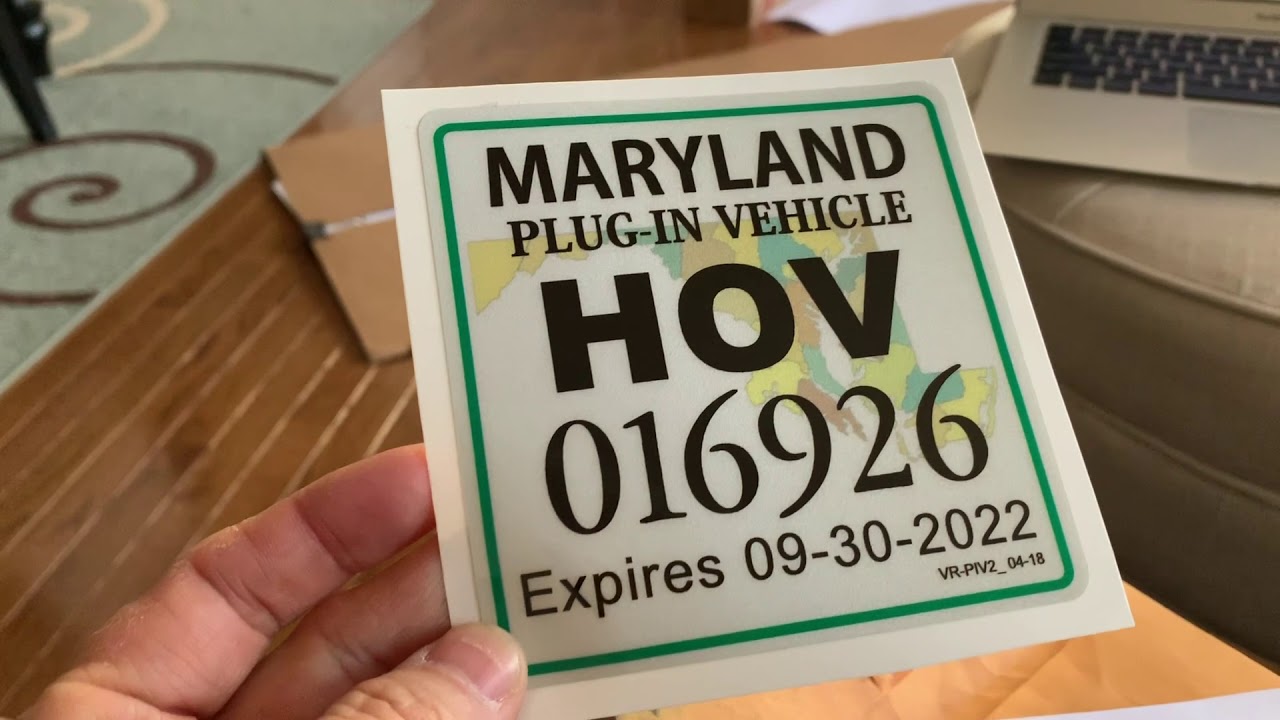 MARYLAND
PLUG-IN VEHICLE
HOV
016926
Expires 09-30-2022
VR-PIV2_04-18